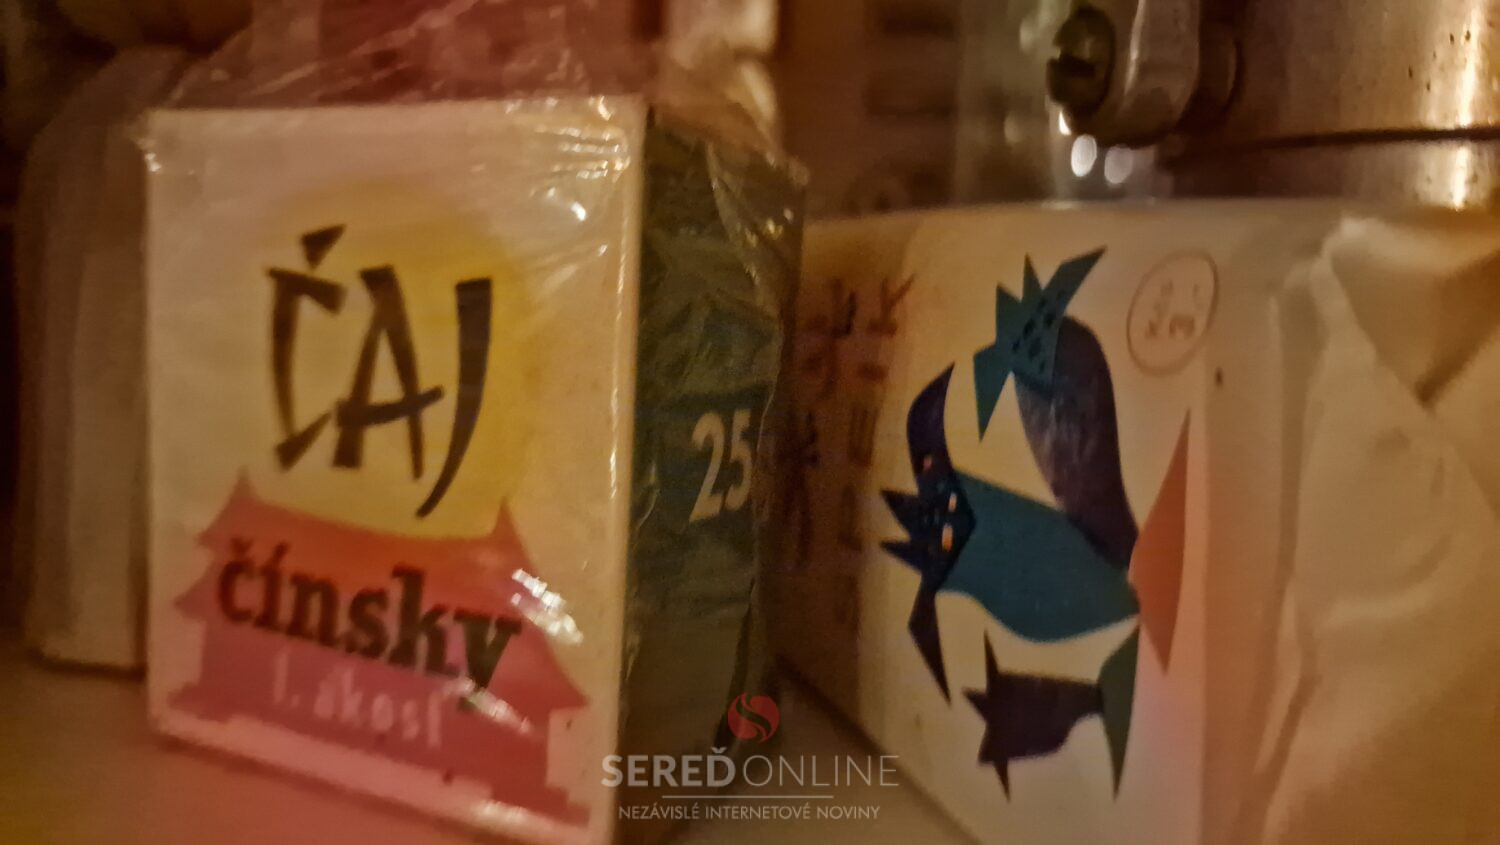 ČAJ
čínsky
I. akosť
25
SEREĎONLINE
NEZÁVISLÉ INTERNETOVÉ NOVINY